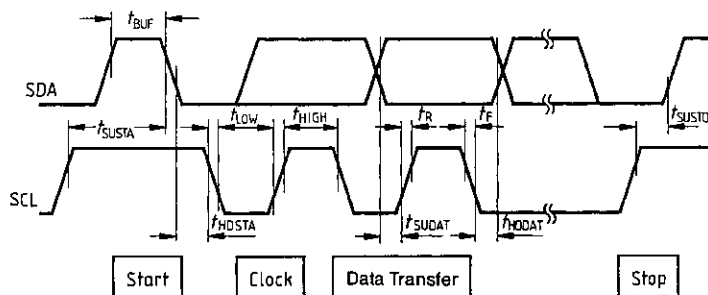 tBUF
SDA
tSUSTA
tLOW
tHIGH
tR
tF
tSUSTO
SCL
tHDSTA
tSUDAT
tHDDAT
Start
Clock
Data Transfer
Stop